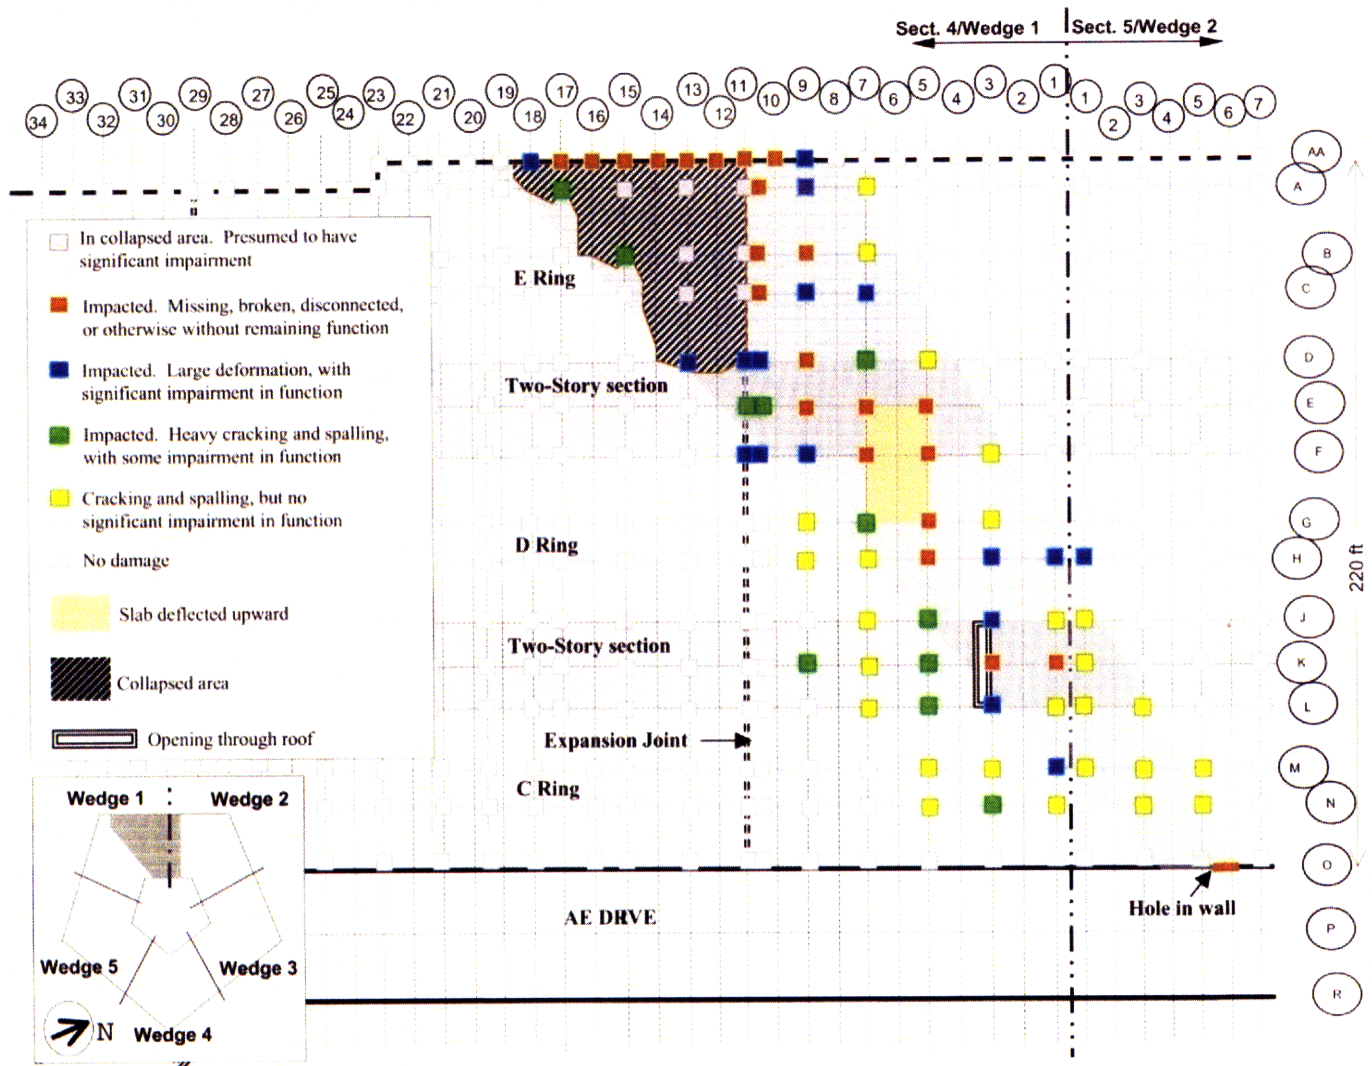 Sect. 4/Wedge 1 Sect. 5/Wedge 2
33 31 29 27 25 23 21 19 17 15 13 11 9 7 5 3 1 1 3 5 7
34 32 30 28 26 24 22 20 18 16 14 12 10 8 6 4 2 2 4 6
AA
A
In collapsed area. Presumed to have
significant impairment
B
E Ring
C
Impacted. Missing, broken, disconnected,
or otherwise without remaining function
D
Impacted. Large deformation, with
significant impairment in function
Two-Story section
E
Impacted. Heavy cracking and spalling,
with some impairment in function
F
Cracking and spalling, but no
significant impairment in function
G
D Ring
H
No damage
220 ft
Slab deflected upward
J
Two-Story section
K
Collapsed area
L
Opening through roof
Expansion Joint
M
C Ring
N
Wedge 1 Wedge 2
O
Hole in wall
AE DRVE
P
Wedge 5 Wedge 3
R
N Wedge 4